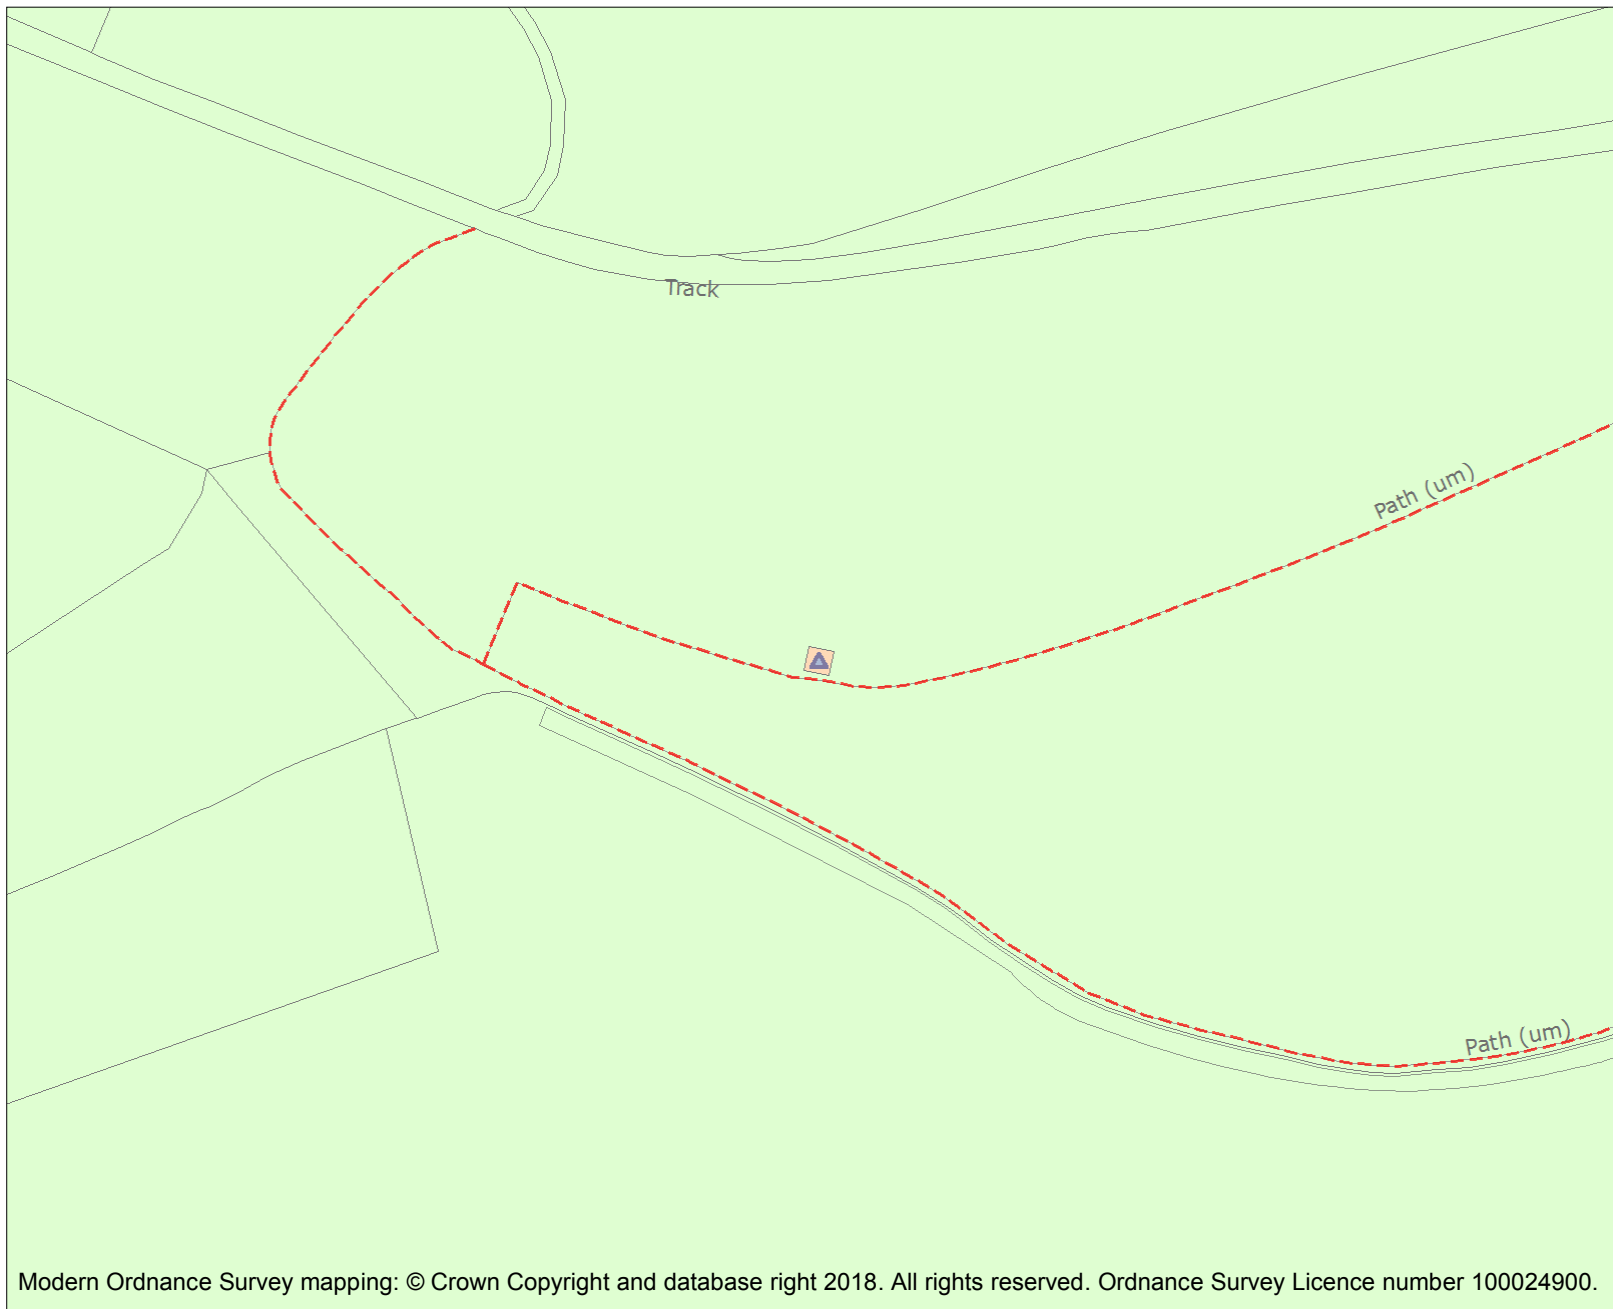 Track
Path (um)
Path (um)
Modern Ordnance Survey mapping: © Crown Copyright and database right 2018. All rights reserved. Ordnance Survey Licence number 100024900.